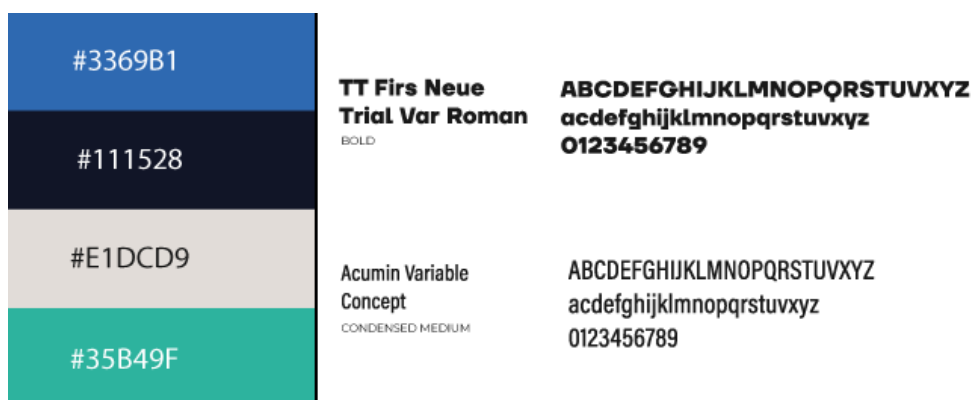 #3369B1
#111528
#E1DCD9
#35B49F
TT Firs Neue
Trial Var Roman
BOLD
ABCDEFGHIJKLMNOPQRSTUVXYZ
acdefghijklmnopqrstuvxyz
0123456789
Acumin Variable
Concept
CONDENSED MEDIUM
ABCDEFGHIJKLMNOPQRSTUVXYZ
acdefghijklmnopqrstuvxyz
0123456789